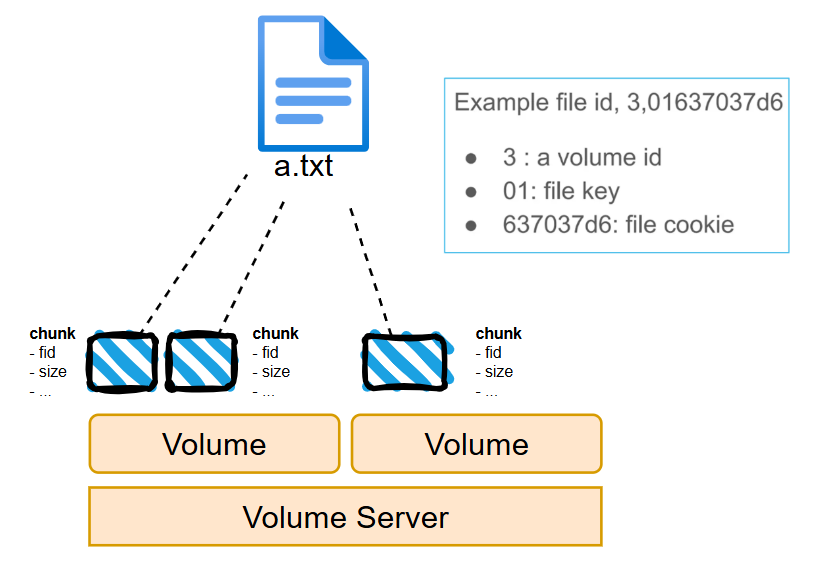 a.txt
Example file id, 3,01637037d6
● 3 : a volume id
● 01: file key
● 637037d6: file cookie
chunk
- fid
- size
- ...
chunk
- fid
- size
- ...
chunk
- fid
- size
- ...
Volume
Volume
Volume Server